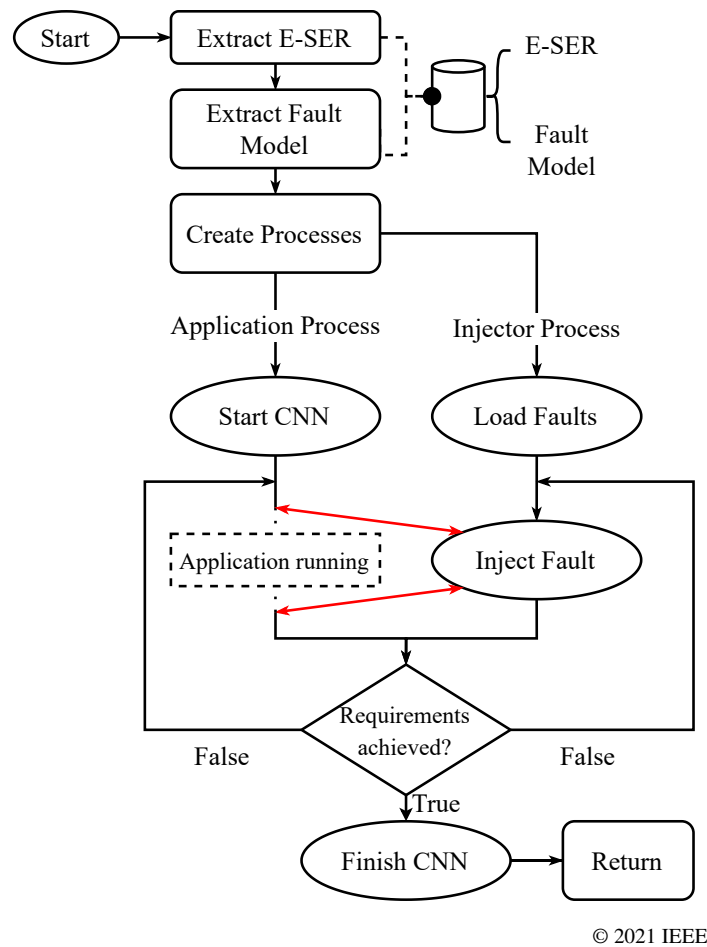 Start
Extract E-SER
E-SER
Extract Fault
Model
Fault
Model
Create Processes
Application Process
Injector Process
Start CNN
Load Faults
Application running
Inject Fault
Requirements
achieved?
False
False
True
Finish CNN
Return
© 2021 IEEE